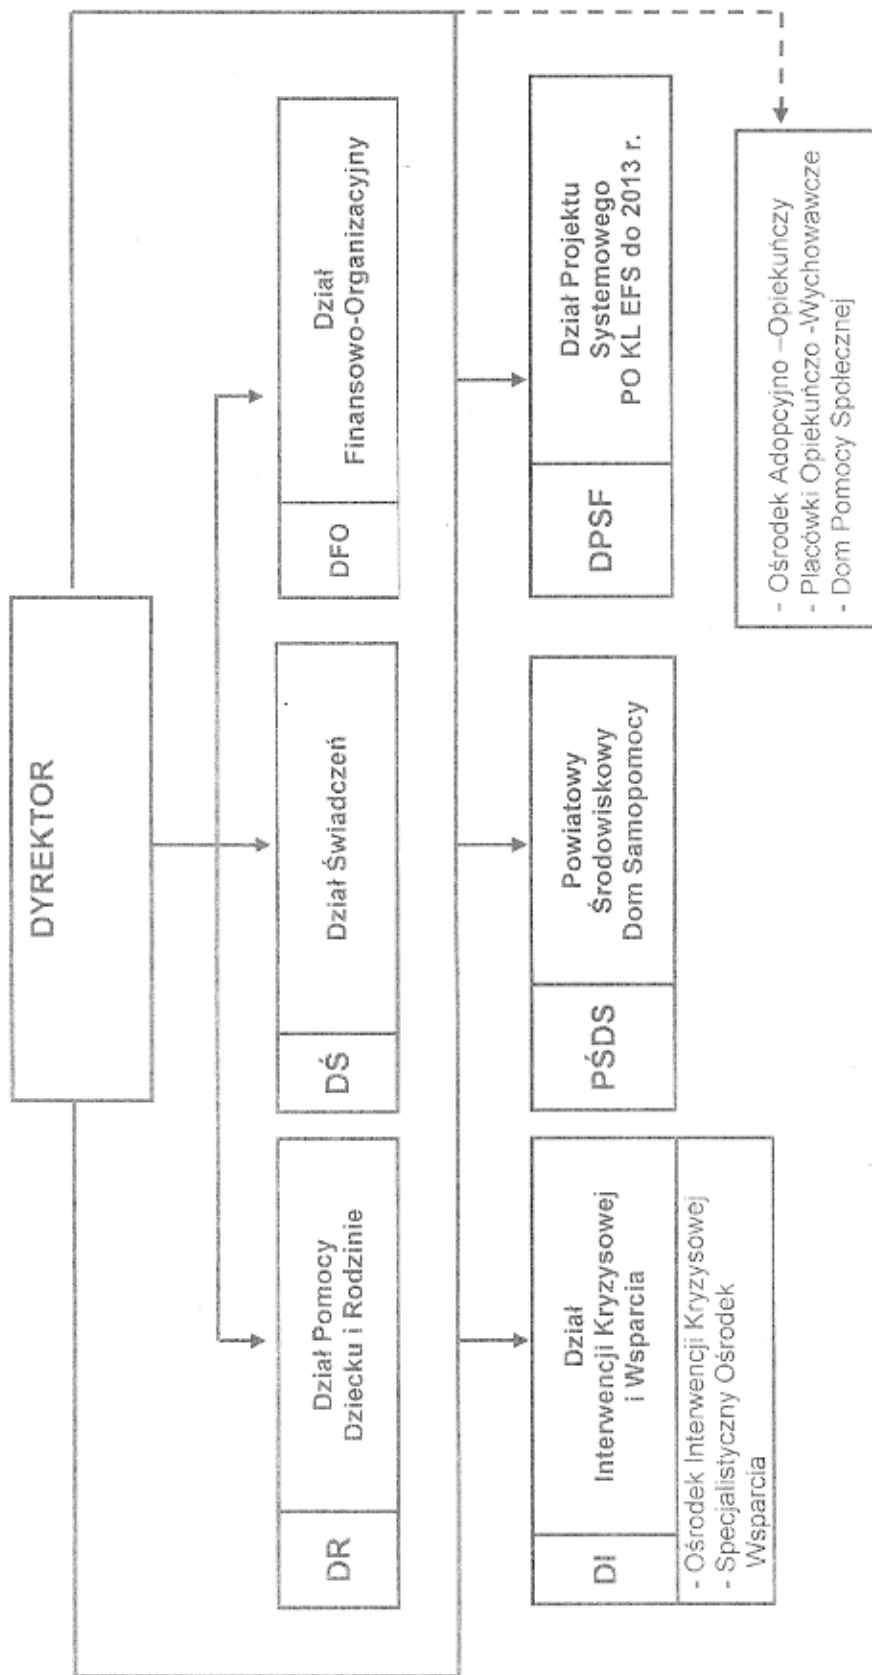 DYREKTOR
DR
Dział Pomocy
Dziecku i Rodzinie
DŚ
Dział Świadczeń
DFO
Dział
Finansowo-Organizacyjny
DI
Dział
Interwencji Kryzysowej
i Wsparcia
- Ośrodek Interwencji Kryzysowej
- Specjalistyczny Ośrodek
Wsparcia
PŚDS
Powiatowy
Środowiskowy
Dom Samopomocy
DPSF
Dział Projektu
Systemowego
PO KL EFS do 2013 r.
- Ośrodek Adopcyjno –Opiekuńczy
- Placówki Opiekuńczo -Wychowawcze
- Dom Pomocy Społecznej